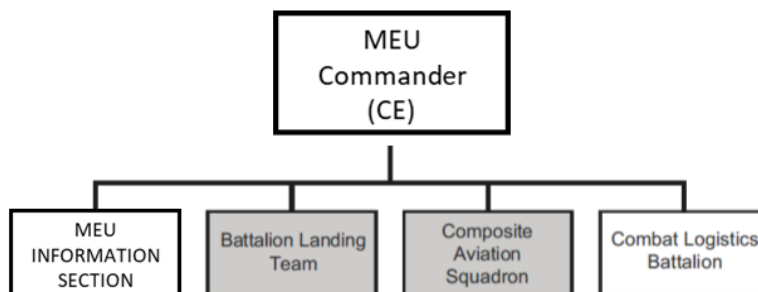 MEU
Commander
(CE)
MEU
INFORMATION
SECTION
Battalion Landing
Team
Composite
Aviation
Squadron
Combat Logistics
Battalion